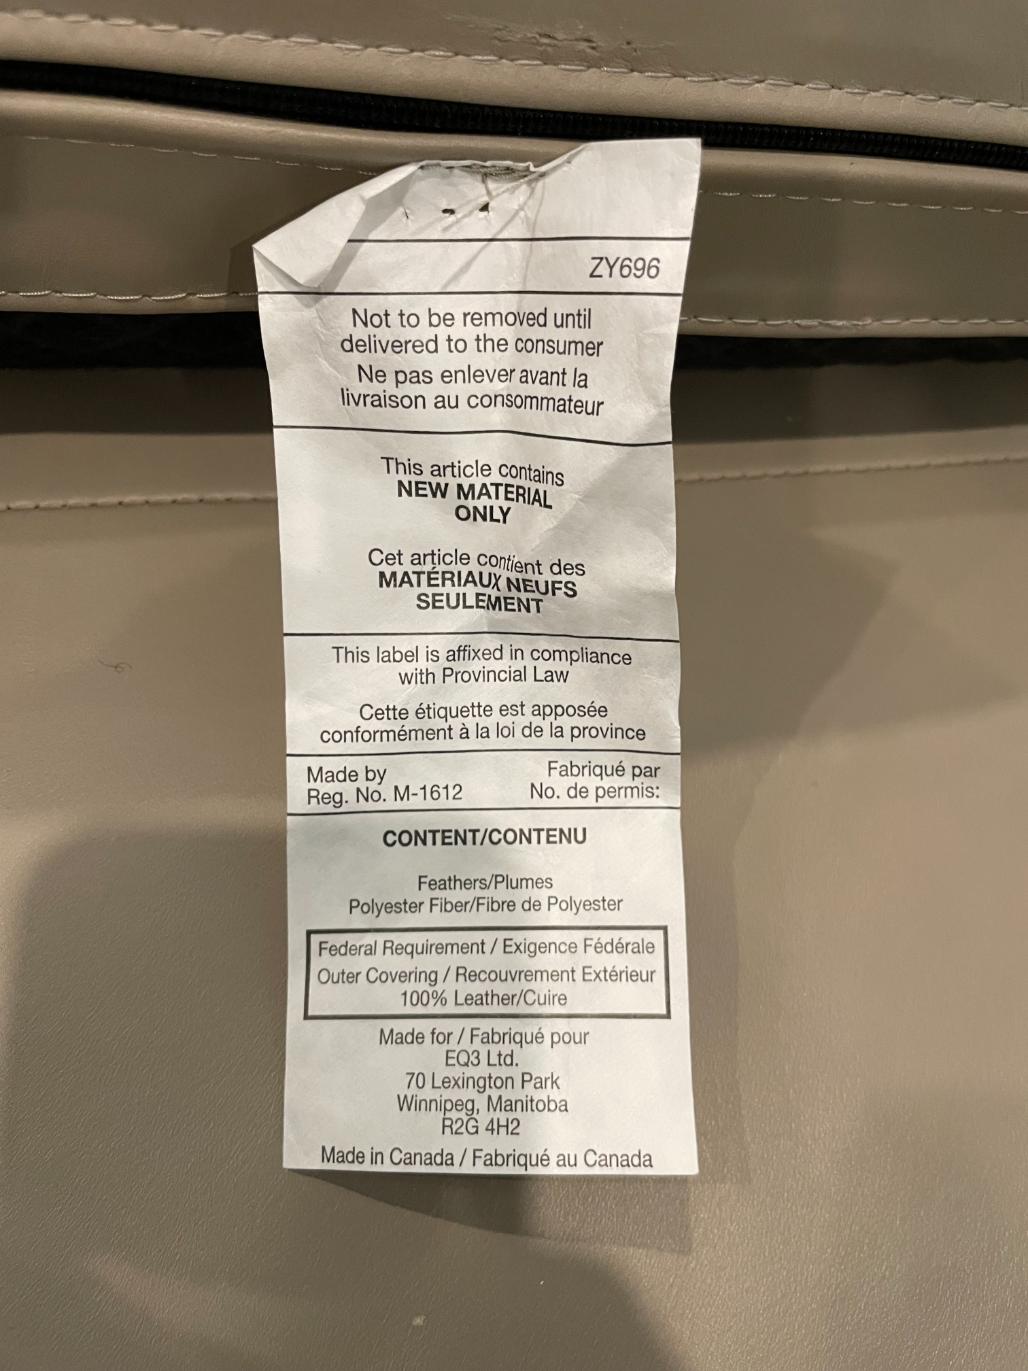 ZY696
Not to be removed until
delivered to the consumer
Ne pas enlever avant la
livraison au consommateur
This article contains
NEW MATERIAL
ONLY
Cet article contient des
MATÉRIAUX NEUFS
SEULEMENT
This label is affixed in compliance
with Provincial Law
Cette étiquette est apposée
conformément à la loi de la province
Made by Fabriqué par
Reg. No. M-1612 No. de permis:
CONTENT/CONTENU
Feathers/Plumes
Polyester Fiber/Fibre de Polyester
Federal Requirement / Exigence Fédérale
Outer Covering / Recouvrement Extérieur
100% Leather/Cuire
Made for / Fabriqué pour
EQ3 Ltd.
70 Lexington Park
Winnipeg, Manitoba
R2G 4H2
Made in Canada / Fabriqué au Canada